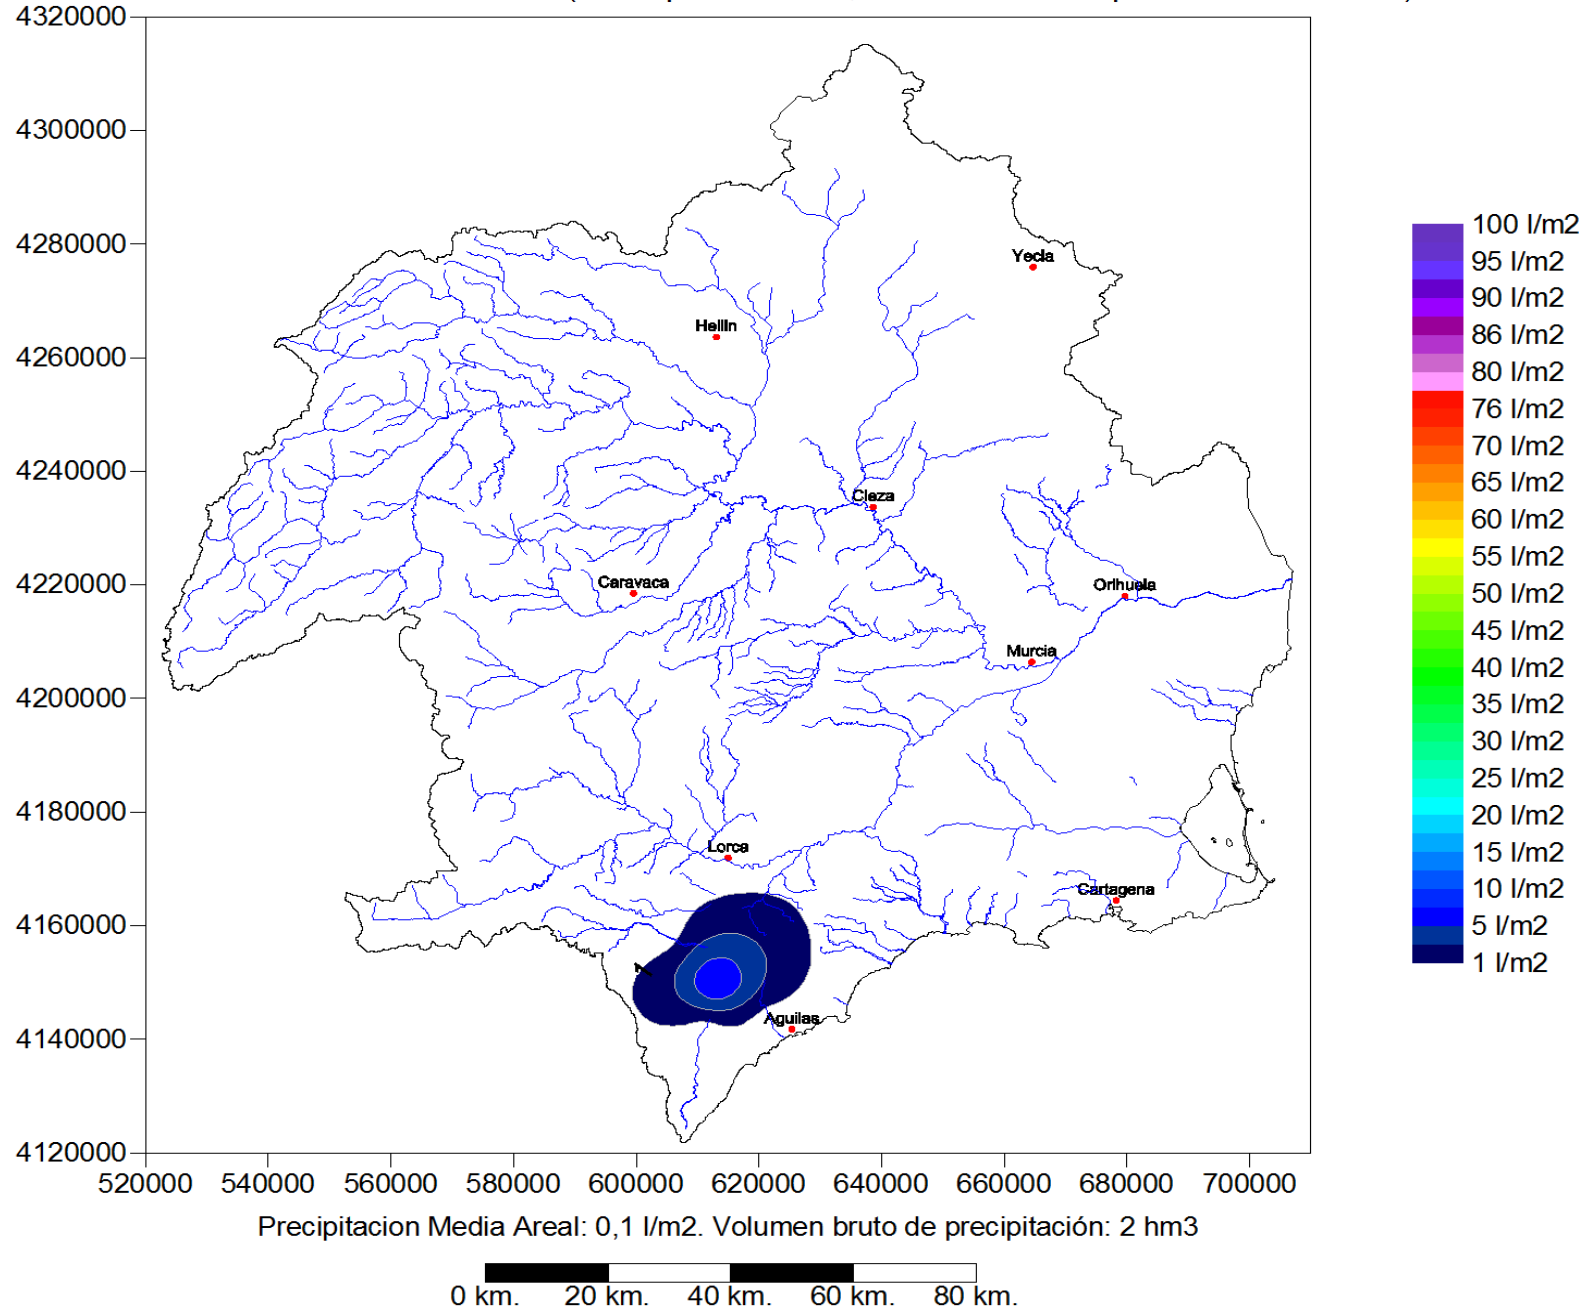 4320000
4300000
4280000
4260000
4240000
4220000
4200000
4180000
4160000
4140000
4120000
520000 540000 560000 580000 600000 620000 640000 660000 680000 700000
Yecla
Hellin
Cieza
Caravaca
Orihuela
Murcia
Lorca
Cartagena
1
Aguilas
100 l/m2
95 l/m2
90 l/m2
86 l/m2
80 l/m2
76 l/m2
70 l/m2
65 l/m2
60 l/m2
55 l/m2
50 l/m2
45 l/m2
40 l/m2
35 l/m2
30 l/m2
25 l/m2
20 l/m2
15 l/m2
10 l/m2
5 l/m2
1 l/m2
Precipitacion Media Areal: 0,1 l/m2. Volumen bruto de precipitación: 2 hm3
0 km. 20 km. 40 km. 60 km. 80 km.